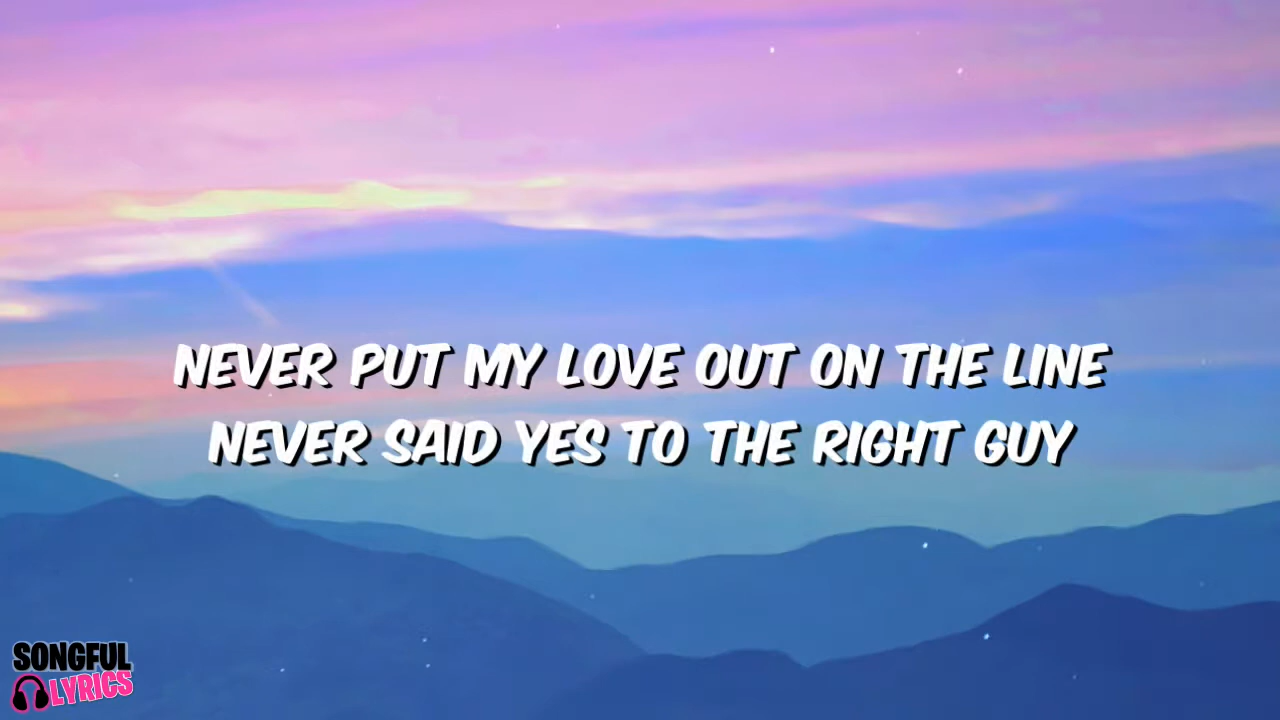 NEVER PUT MY LOVE OUT ON THE LINE
NEVER SAID YES TO THE RIGHT GUY
SONGFUL
LYRICS